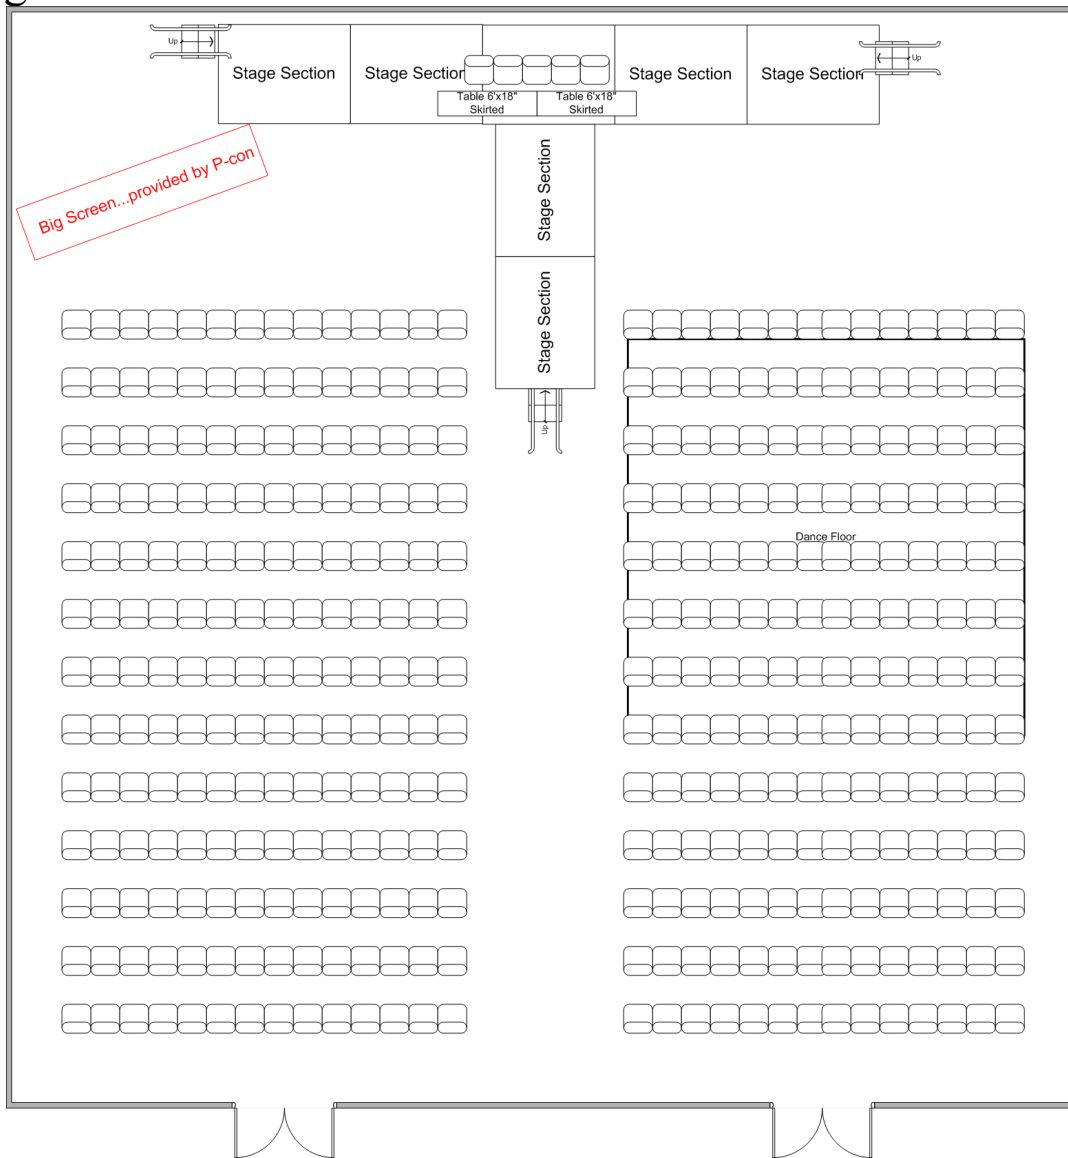 g
Up
Stage Section
Stage Section
Stage Section
Stage Section
Up
Table 6'x18"
Skirted
Table 6'x18"
Skirted
Big Screen...provided by P-con
Stage Section
Stage Section
Up
Dance Floor